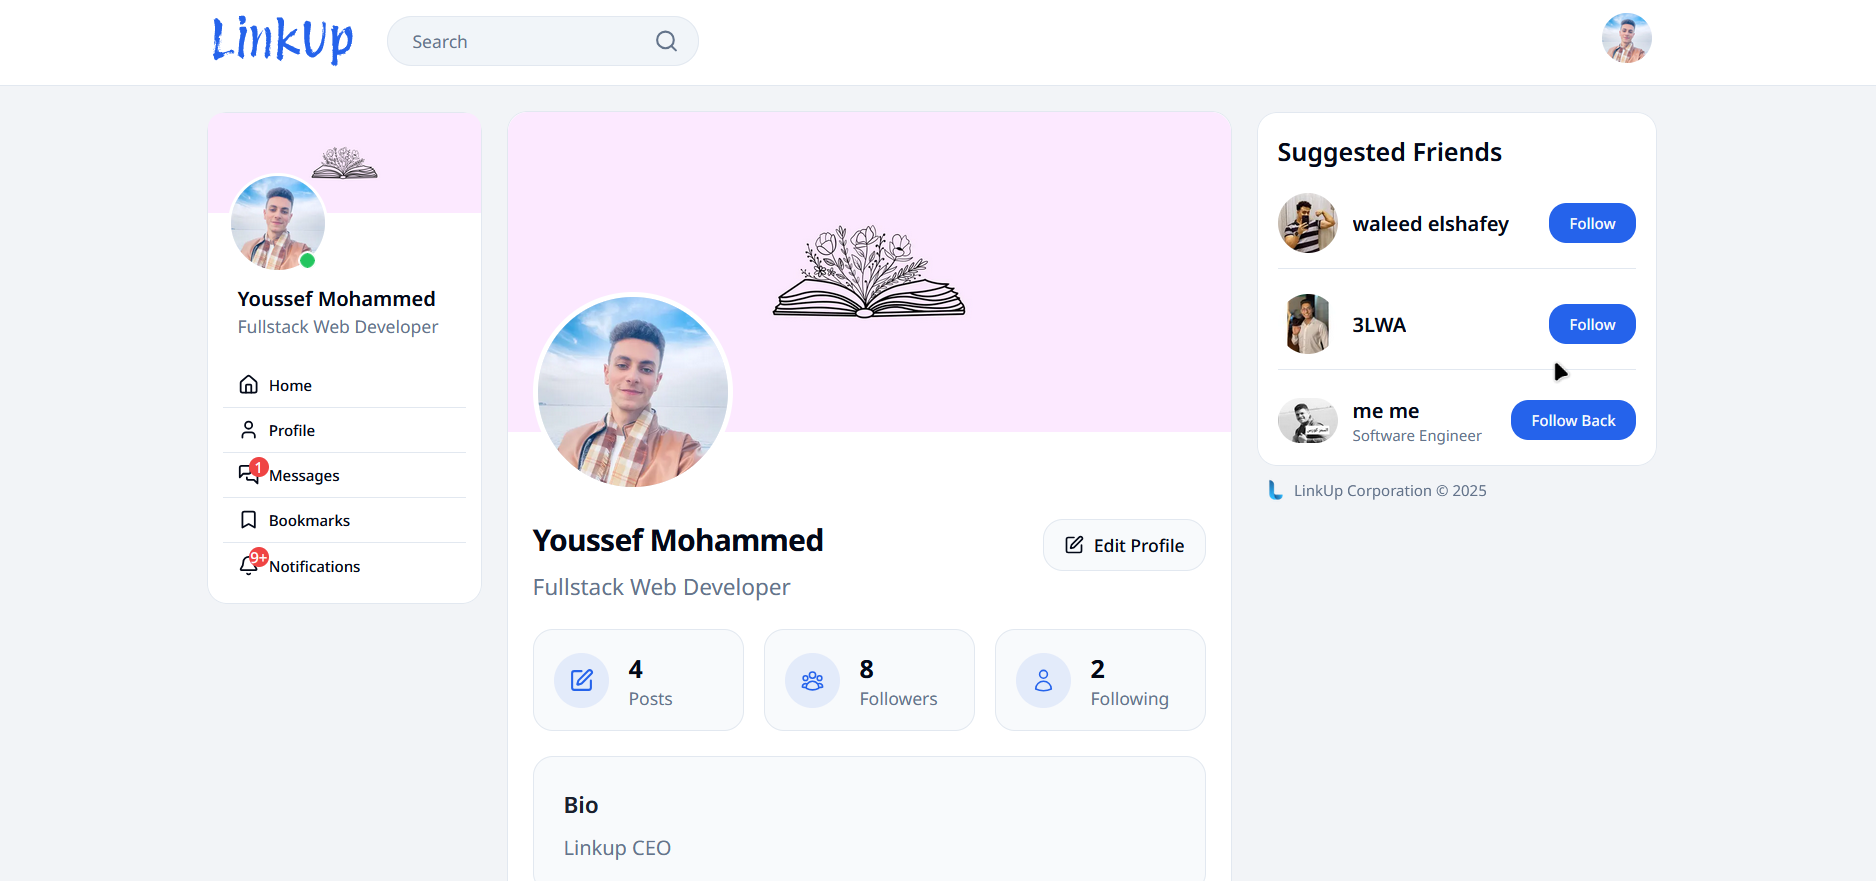 LinkUp
Search
Youssef Mohammed
Fullstack Web Developer
Home
Profile
1
Messages
Bookmarks
9+
Notifications
Youssef Mohammed
Fullstack Web Developer
Edit Profile
4
Posts
8
Followers
2
Following
Bio
Linkup CEO
Suggested Friends
waleed elshafey
Follow
3LWA
Follow
me me
Software Engineer
Follow Back
LinkUp Corporation © 2025